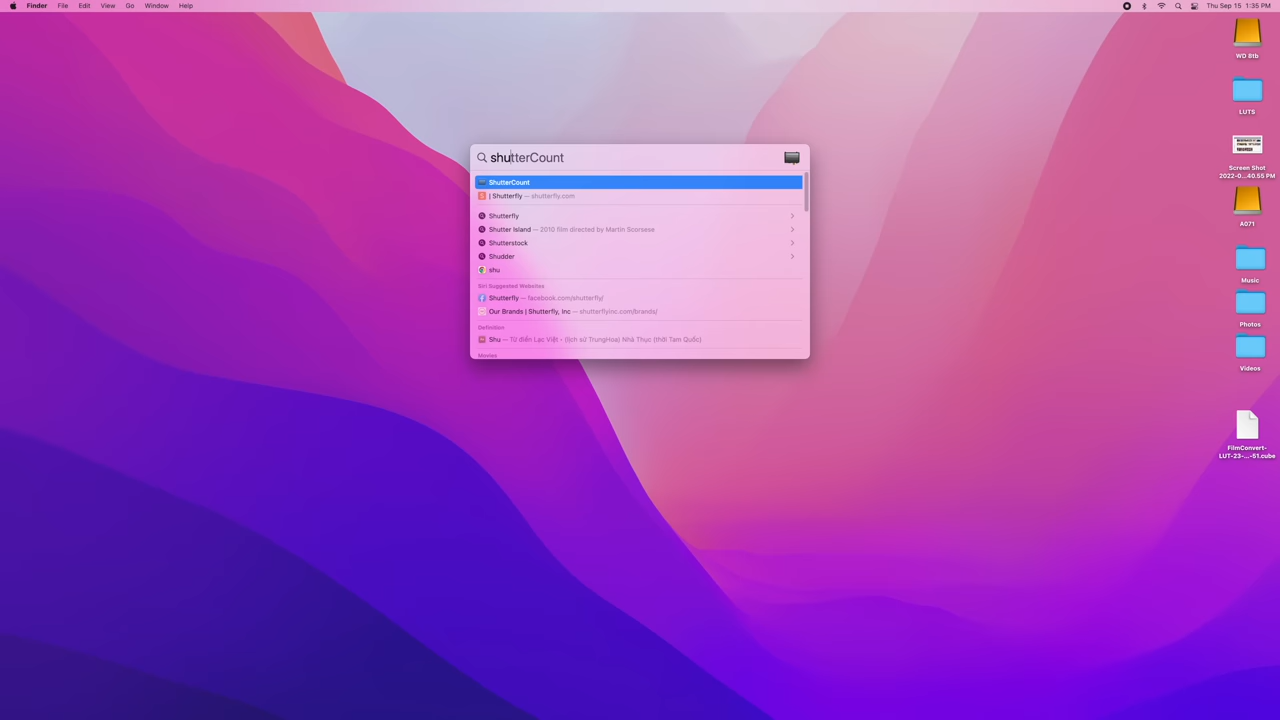 Finder File Edit View Go Window Help Thu Sep 15 1:35 PM
WD 8tb
LUTS
Screen Shot
2022-0...40.55 PM
A071
Music
Photos
Videos
FilmConvert-
LUT-23-...-51.cube
shutterCount
ShutterCount
| Shutterfly — shutterfly.com
Shutterfly
Shutter Island — 2010 film directed by Martin Scorsese
Shutterstock
Shudder
shu
Siri Suggested Websites
Shutterfly — facebook.com/shutterfly/
Our Brands | Shutterfly, Inc — shutterflyinc.com/brands/
Definition
Shu — Từ điển Lạc Việt - (lịch sử TrungHoa) Nhà Thục (thời Tam Quốc)
Movies